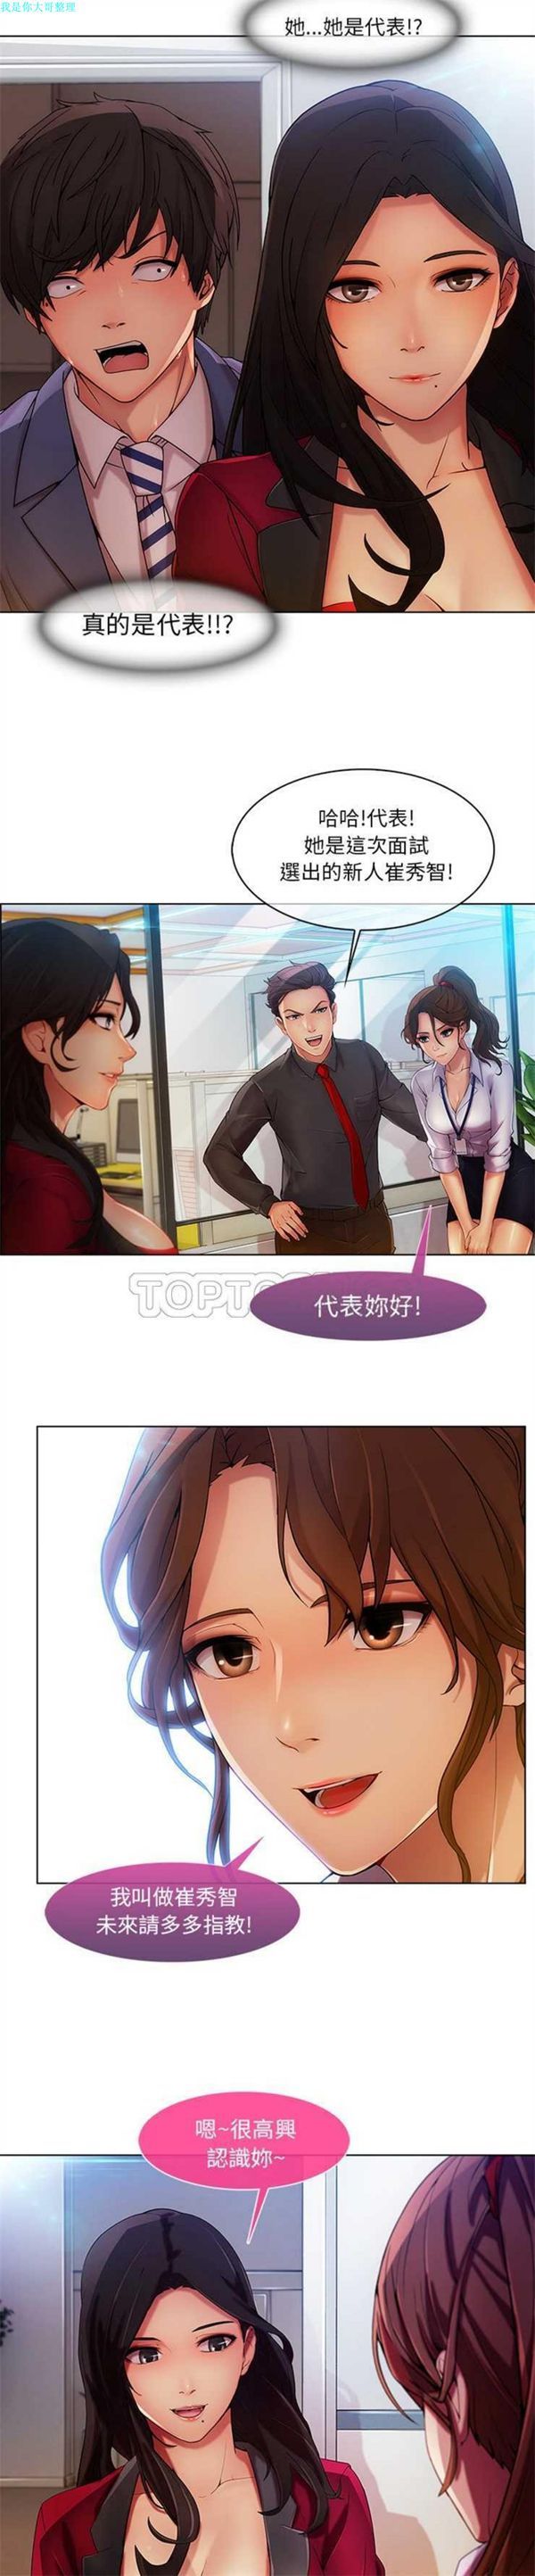 我是你大哥整理
她...她是代表!?
真的是代表!!?
哈哈!代表!
她是這次面試
選出的新人崔秀智!
TOPTO
代表妳好!
我叫做崔秀智
未來請多多指教!
嗯~很高興
認識妳~